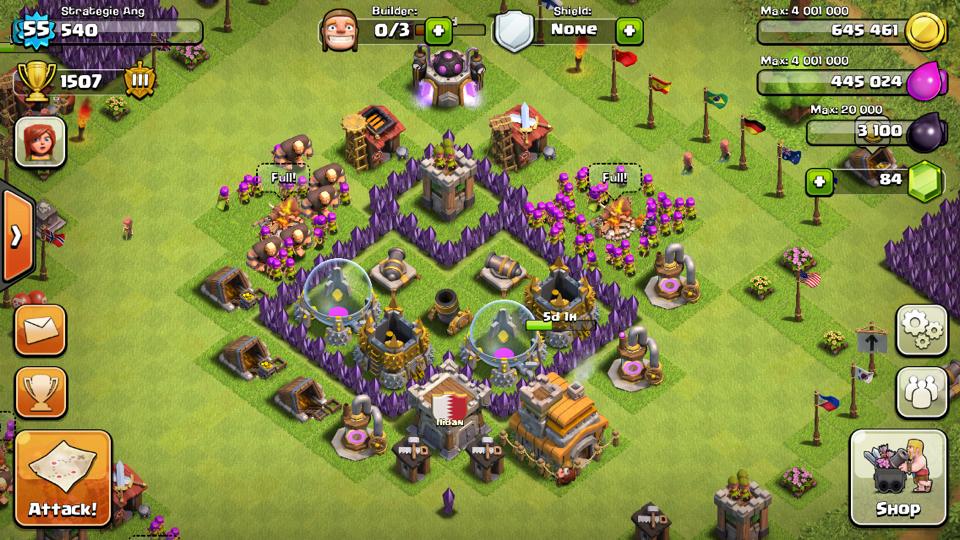 Strategie Ang
55
540
1507
III
Builder:
0/3
Shield:
None
Max: 4 001 000
645 461
Max: 4 001 000
445 024
Max: 20 000
3 100
84
Full!
Full!
5d 1H
Attack!
Shop